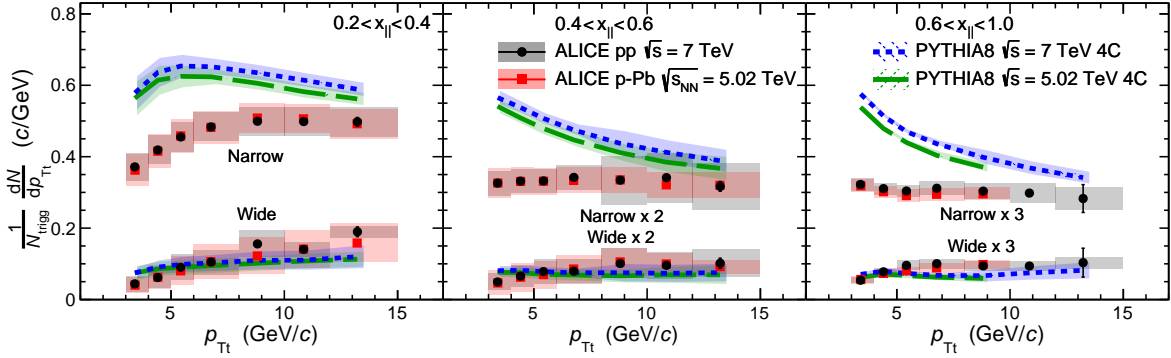 0.2<x||<0.4
0.4<x||<0.6
0.6<x||<1.0
ALICE pp √s = 7 TeV
ALICE p-Pb √sNN = 5.02 TeV
PYTHIA8 √s = 7 TeV 4C
PYTHIA8 √s = 5.02 TeV 4C
1/Ntrigg dN/dpTt (c/GeV)
0.8
0.6
0.4
0.2
0
Narrow
Wide
Narrow x 2
Wide x 2
Narrow x 3
Wide x 3
5 10 15
5 10 15
5 10 15
pTt (GeV/c)
pTt (GeV/c)
pTt (GeV/c)